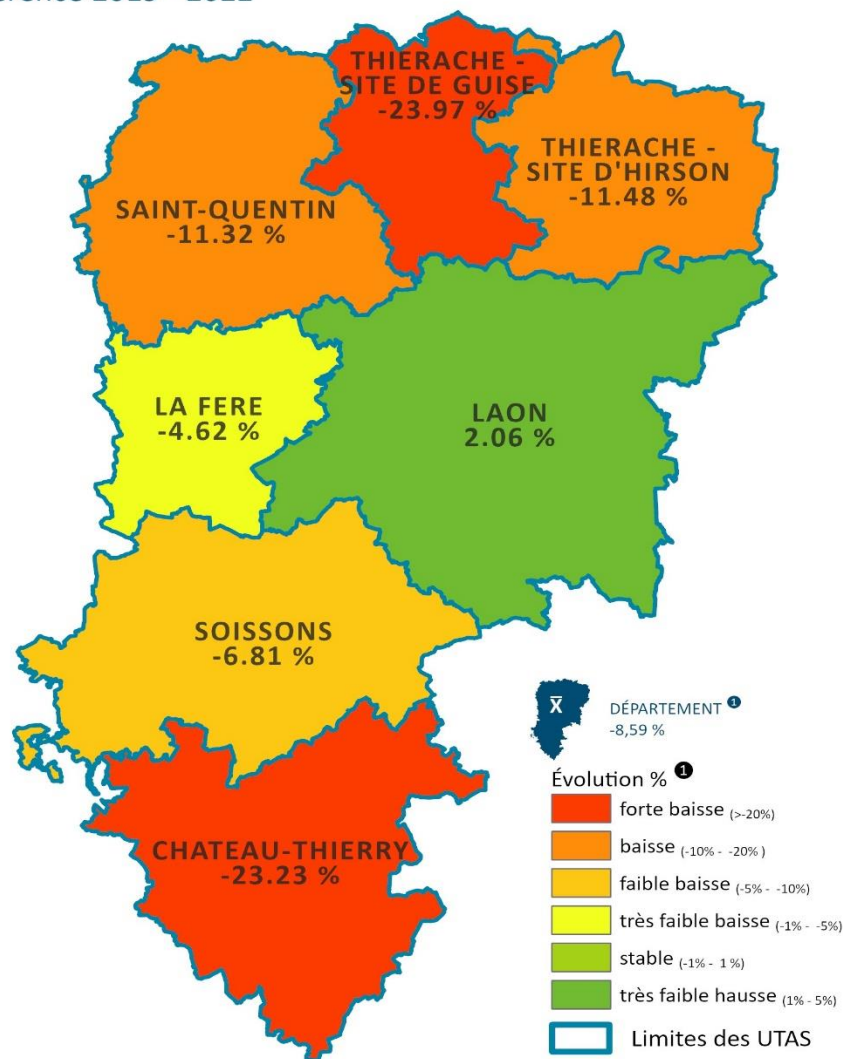 THIERACHE -
SITE DE GUISE
-23.97 %
THIERACHE -
SITE D'HIRSON
-11.48 %
SAINT-QUENTIN
-11.32 %
LA FERE
-4.62 %
LAON
2.06 %
SOISSONS
-6.81 %
CHATEAU-THIERRY
-23.23 %
X
DÉPARTEMENT 1
-8,59 %
Évolution % 1
forte baisse (>-20%)
baisse (-10% - -20% )
faible baisse (-5% - -10%)
très faible baisse (-1% - -5%)
stable (-1% - 1 %)
très faible hausse (1% - 5%)
Limites des UTAS